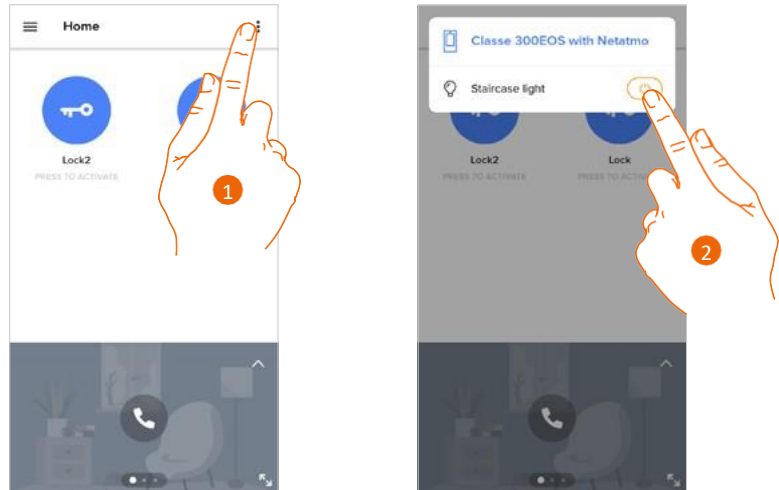 Home
Lock2
PRESS TO ACTIVATE
1
Classe 300EOS with Netatmo
Staircase light
Lock2
Lock
PRESS TO ACTIVATE
PRESS TO
2